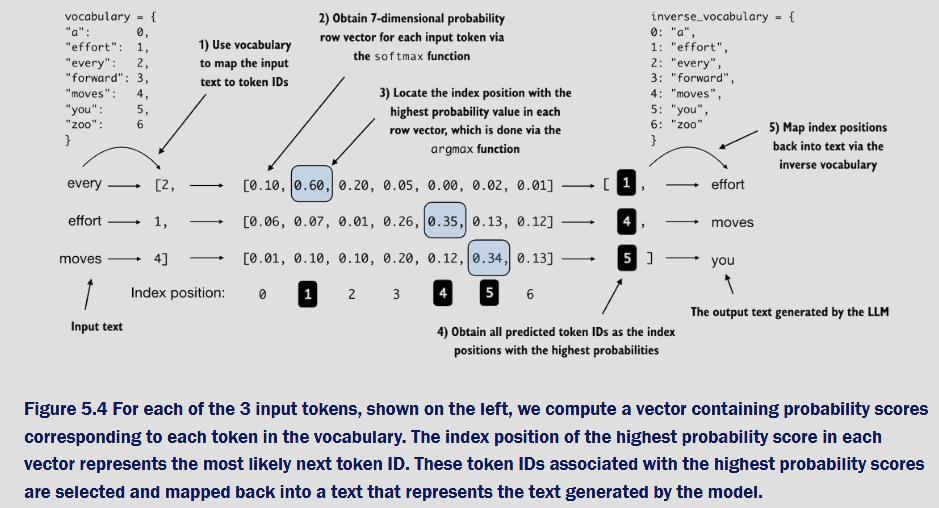 vocabulary = {
"a":      0,
"effort":  1,
"every":   2,
"forward": 3,
"moves":   4,
"you":     5,
"zoo":     6
}
1) Use vocabulary
to map the input
text to token IDs
2) Obtain 7-dimensional probability
row vector for each input token via
the softmax function
3) Locate the index position with the
highest probability value in each
row vector, which is done via the
argmax function
inverse_vocabulary = {
0: "a",
1: "effort",
2: "every",
3: "forward",
4: "moves",
5: "you",
6: "zoo"
}
5) Map index positions
back into text via the
inverse vocabulary
every [2, [0.10, 0.60, 0.20, 0.05, 0.00, 0.02, 0.01] [ 1 , effort
effort 1, [0.06, 0.07, 0.01, 0.26, 0.35, 0.13, 0.12] 4 , moves
moves 4] [0.01, 0.10, 0.10, 0.20, 0.12, 0.34, 0.13] 5 ] you
Index position: 0 1 2 3 4 5 6
Input text
4) Obtain all predicted token IDs as the index
positions with the highest probabilities
The output text generated by the LLM
Figure 5.4 For each of the 3 input tokens, shown on the left, we compute a vector containing probability scores
corresponding to each token in the vocabulary. The index position of the highest probability score in each
vector represents the most likely next token ID. These token IDs associated with the highest probability scores
are selected and mapped back into a text that represents the text generated by the model.